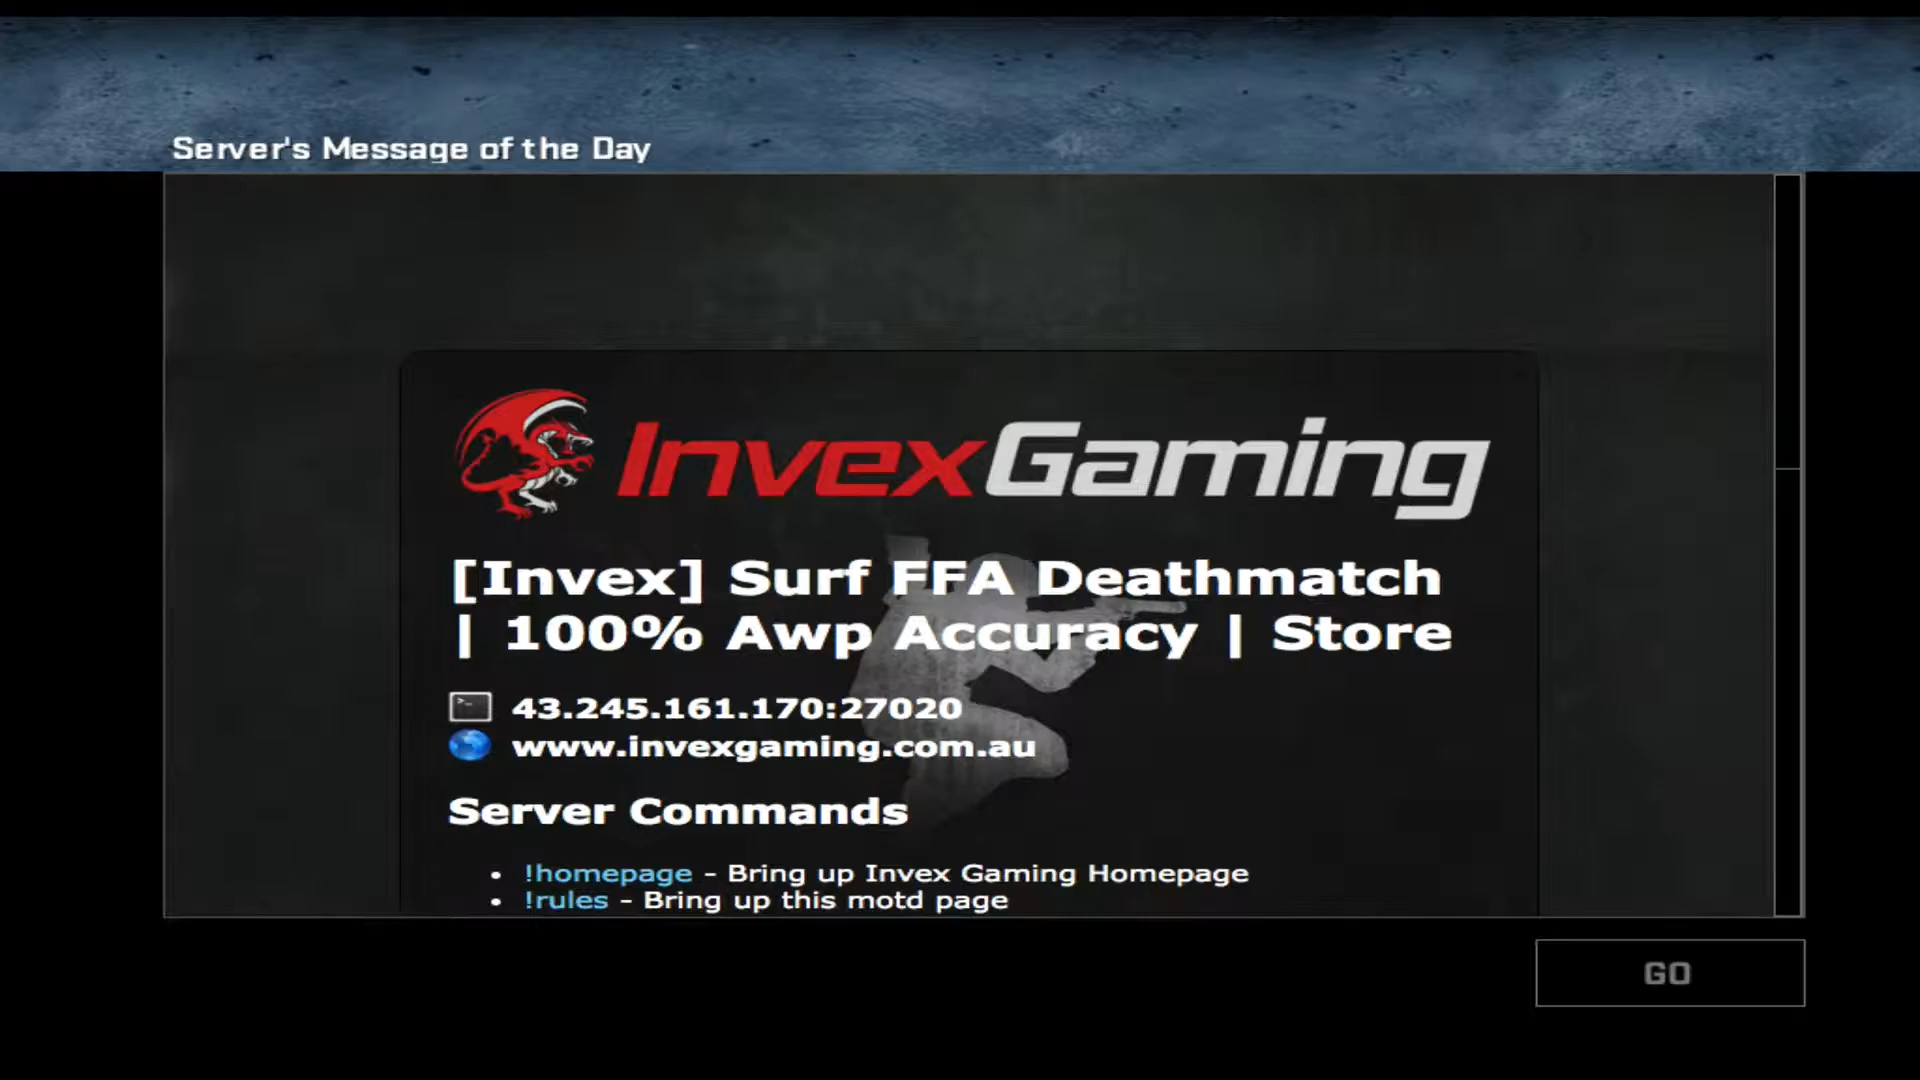 Server's Message of the Day
InvexGaming
[Invex] Surf FFA Deathmatch
| 100% Awp Accuracy | Store
43.245.161.170:27020
www.invexgaming.com.au
Server Commands
• !homepage - Bring up Invex Gaming Homepage
• !rules - Bring up this motd page
GO